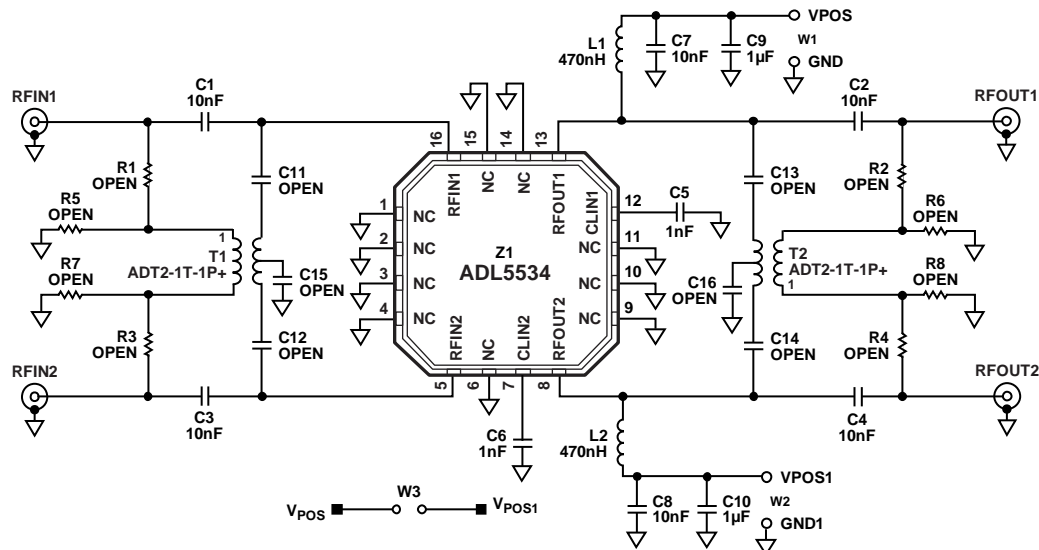 VPOS
L1
470nH
C7
10nF
C9
1µF
W1
GND
C1
10nF
RFIN1
C2
10nF
RFOUT1
16
15
14
13
R1
OPEN
C11
OPEN
RFIN1
NC
NC
RFOUT1
CLIN1
C13
OPEN
R2
OPEN
R5
OPEN
1
NC
12
C5
1nF
R6
OPEN
1
T1
ADT2-1T-1P+
R7
OPEN
2
NC
Z1
ADL5534
NC
11
T2
ADT2-1T-1P+
1
R8
OPEN
C15
OPEN
3
NC
NC
10
C16
OPEN
4
NC
NC
9
R3
OPEN
C12
OPEN
RFIN2
NC
CLIN2
RFOUT2
C14
OPEN
R4
OPEN
RFIN2
5
6
7
8
RFOUT2
C3
10nF
C4
10nF
C6
1nF
L2
470nH
VPOS1
C8
10nF
C10
1µF
W2
GND1
VPOS
W3
VPOS1